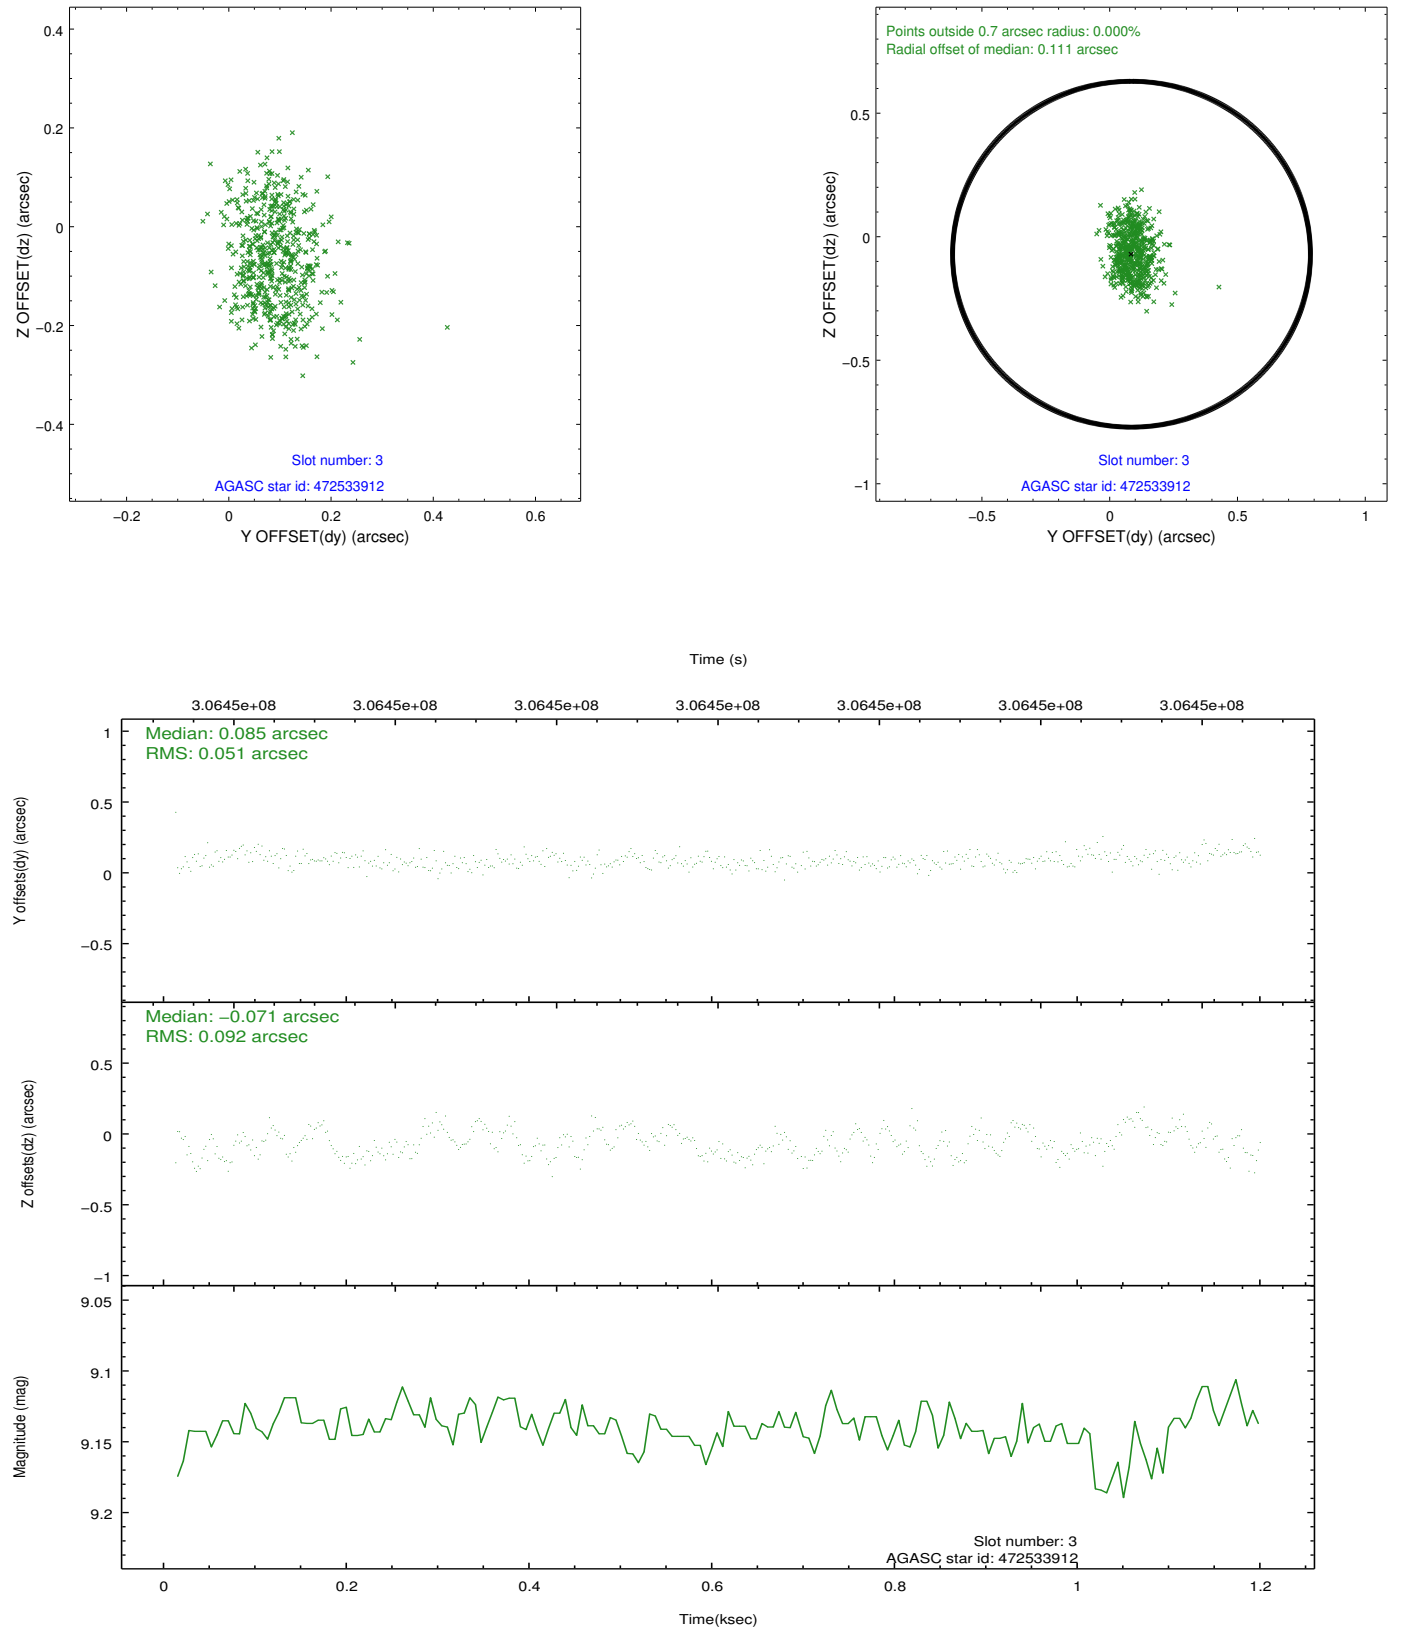 0.4
0.2
0
−0.2
−0.4
Z OFFSET(dz) (arcsec)
Slot number: 3
AGASC star id: 472533912
−0.2 0 0.2 0.4 0.6
Y OFFSET(dy) (arcsec)
Points outside 0.7 arcsec radius: 0.000%
Radial offset of median: 0.111 arcsec
0.5
0
−0.5
−1
Z OFFSET(dz) (arcsec)
Slot number: 3
AGASC star id: 472533912
−0.5 0 0.5 1
Y OFFSET(dy) (arcsec)
Time (s)
3.0645e+08 3.0645e+08 3.0645e+08 3.0645e+08 3.0645e+08 3.0645e+08 3.0645e+08
Median: 0.085 arcsec
RMS: 0.051 arcsec
1
0.5
0
−0.5
Y offsets(dy) (arcsec)
Median: −0.071 arcsec
RMS: 0.092 arcsec
0.5
0
−0.5
−1
Z offsets(dz) (arcsec)
9.05
9.1
9.15
9.2
Magnitude (mag)
Slot number: 3
AGASC star id: 472533912
0 0.2 0.4 0.6 0.8 1 1.2
Time(ksec)